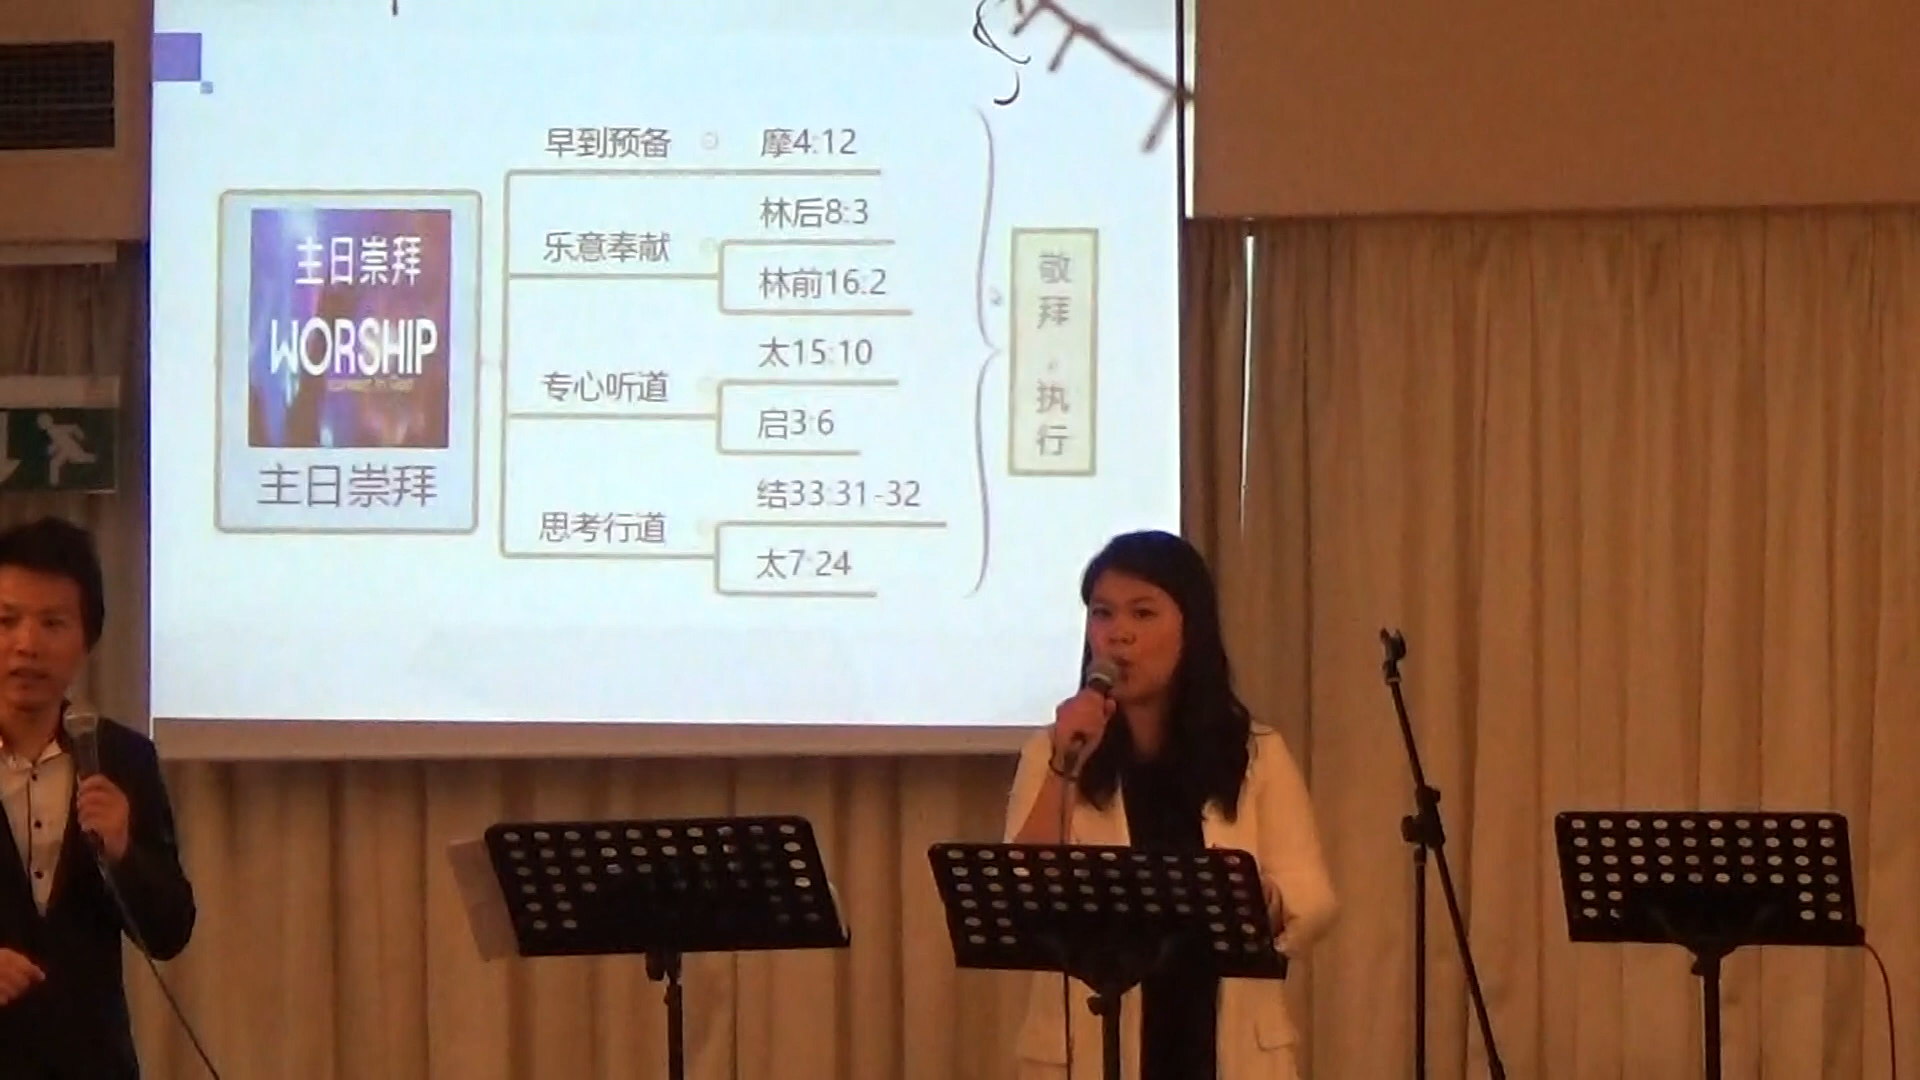 早到预备
摩4:12
林后8:3
乐意奉献
林前16:2
主日崇拜
WORSHIP
太15:10
专心听道
启3:6
主日崇拜
结33:31-32
思考行道
太7:24
敬拜，执行